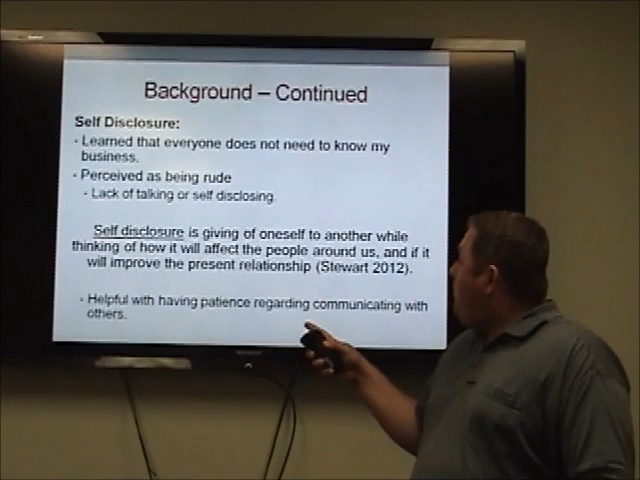 Background – Continued
Self Disclosure:
- Learned that everyone does not need to know my
business.
- Perceived as being rude
- Lack of talking or self disclosing.
Self disclosure is giving of oneself to another while
thinking of how it will affect the people around us, and if it
will improve the present relationship (Stewart 2012).
- Helpful with having patience regarding communicating with
others.